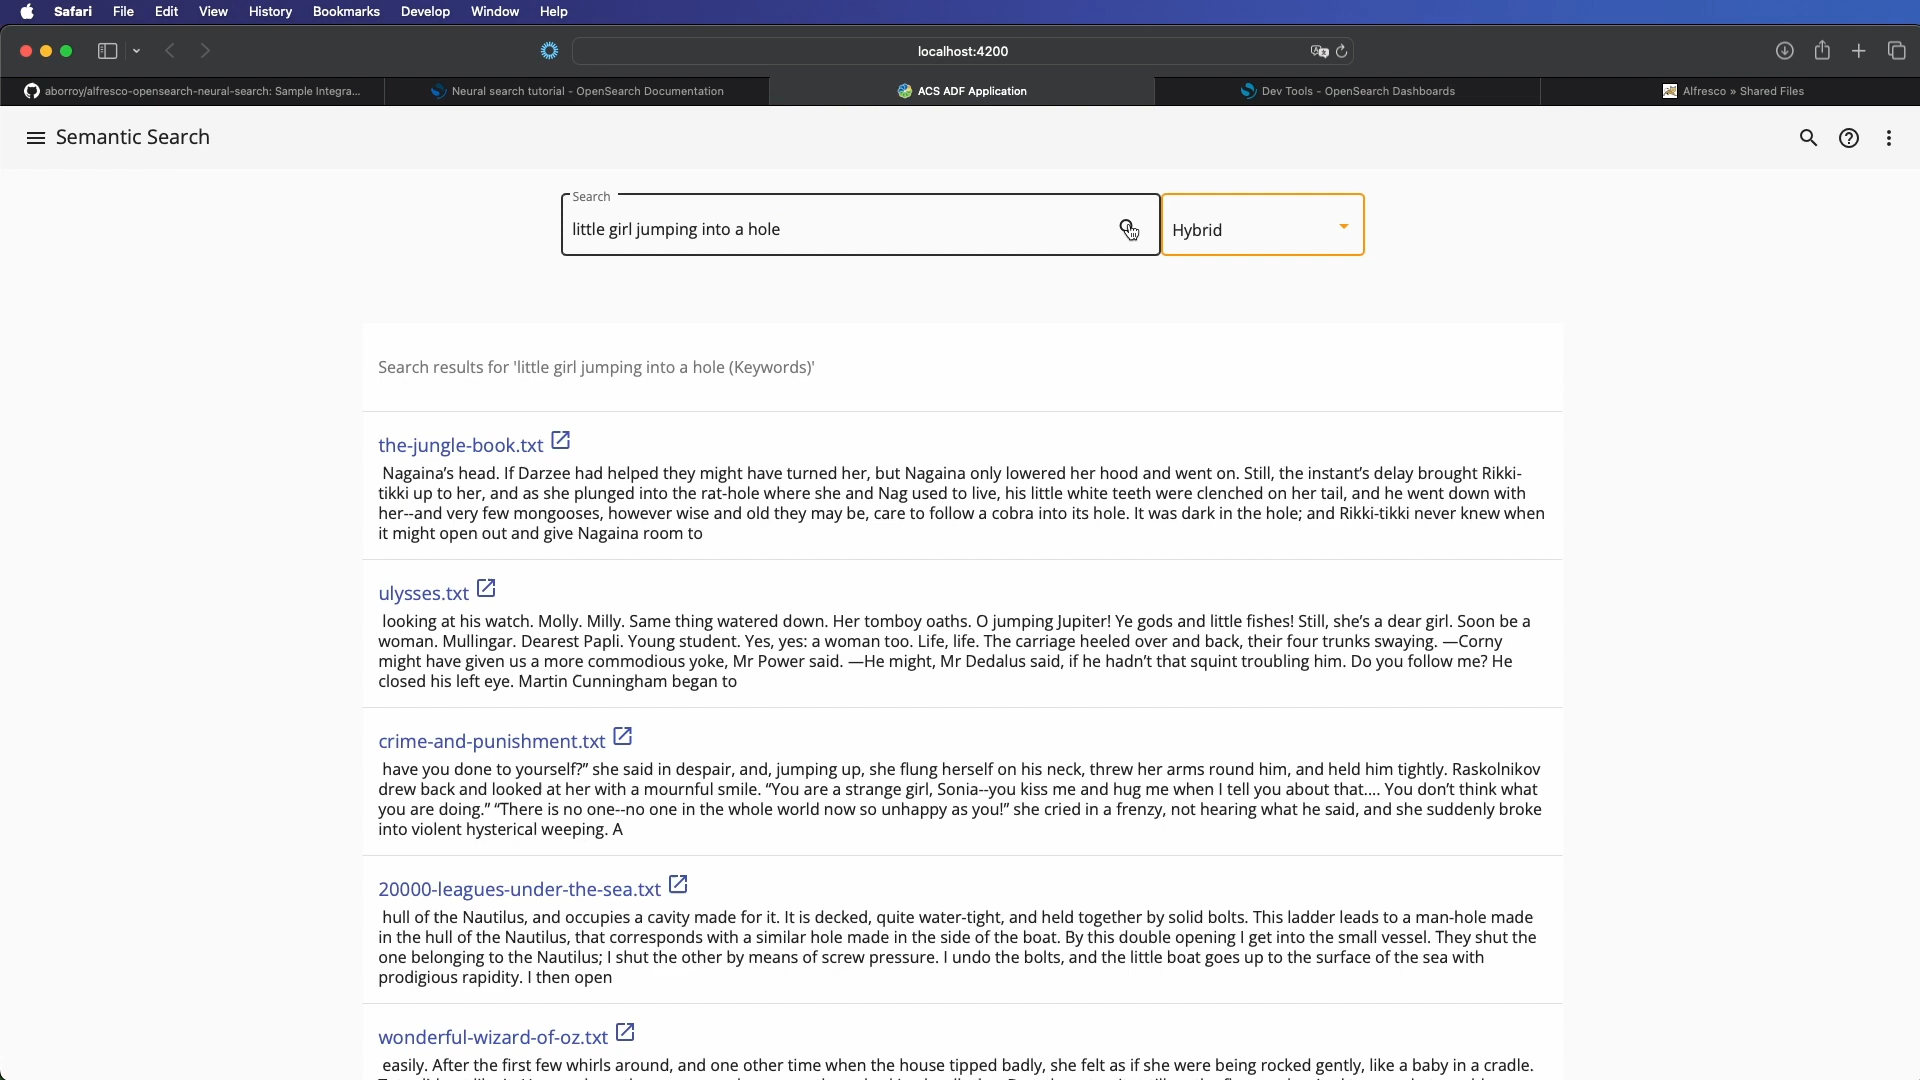 Safari File Edit View History Bookmarks Develop Window Help
localhost:4200
aborroy/alfresco-opensearch-neural-search: Sample Integra... Neural search tutorial - OpenSearch Documentation ACS ADF Application Dev Tools - OpenSearch Dashboards Alfresco » Shared Files
Semantic Search
Search
little girl jumping into a hole Hybrid
Search results for 'little girl jumping into a hole (Keywords)'
the-jungle-book.txt
Nagaina’s head. If Darzee had helped they might have turned her, but Nagaina only lowered her hood and went on. Still, the instant’s delay brought Rikki-
tikki up to her, and as she plunged into the rat-hole where she and Nag used to live, his little white teeth were clenched on her tail, and he went down with
her--and very few mongooses, however wise and old they may be, care to follow a cobra into its hole. It was dark in the hole; and Rikki-tikki never knew when
it might open out and give Nagaina room to
ulysses.txt
looking at his watch. Molly. Milly. Same thing watered down. Her tomboy oaths. O jumping Jupiter! Ye gods and little fishes! Still, she’s a dear girl. Soon be a
woman. Mullingar. Dearest Papli. Young student. Yes, yes: a woman too. Life, life. The carriage heeled over and back, their four trunks swaying. —Corny
might have given us a more commodious yoke, Mr Power said. —He might, Mr Dedalus said, if he hadn’t that squint troubling him. Do you follow me? He
closed his left eye. Martin Cunningham began to
crime-and-punishment.txt
have you done to yourself?” she said in despair, and, jumping up, she flung herself on his neck, threw her arms round him, and held him tightly. Raskolnikov
drew back and looked at her with a mournful smile. “You are a strange girl, Sonia--you kiss me and hug me when I tell you about that.... You don’t think what
you are doing.” “There is no one--no one in the whole world now so unhappy as you!” she cried in a frenzy, not hearing what he said, and she suddenly broke
into violent hysterical weeping. A
20000-leagues-under-the-sea.txt
hull of the Nautilus, and occupies a cavity made for it. It is decked, quite water-tight, and held together by solid bolts. This ladder leads to a man-hole made
in the hull of the Nautilus, that corresponds with a similar hole made in the side of the boat. By this double opening I get into the small vessel. They shut the
one belonging to the Nautilus; I shut the other by means of screw pressure. I undo the bolts, and the little boat goes up to the surface of the sea with
prodigious rapidity. I then open
wonderful-wizard-of-oz.txt
easily. After the first few whirls around, and one other time when the house tipped badly, she felt as if she were being rocked gently, like a baby in a cradle.